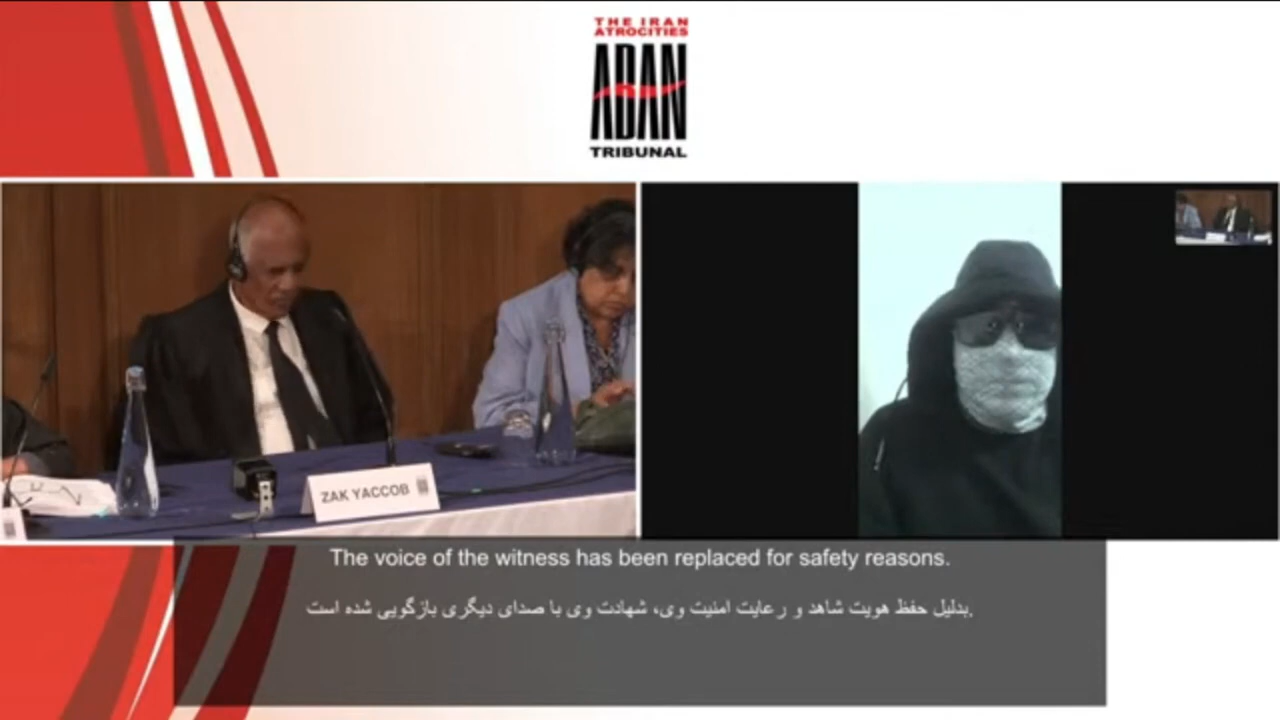 THE IRAN
ATROCITIES
ABAN
TRIBUNAL
ZAK YACCOB
The voice of the witness has been replaced for safety reasons.
بدلیل حفظ هویت شاهد و رعایت امنیت وی، شهادت وی با صدای دیگری بازگویی شده است.